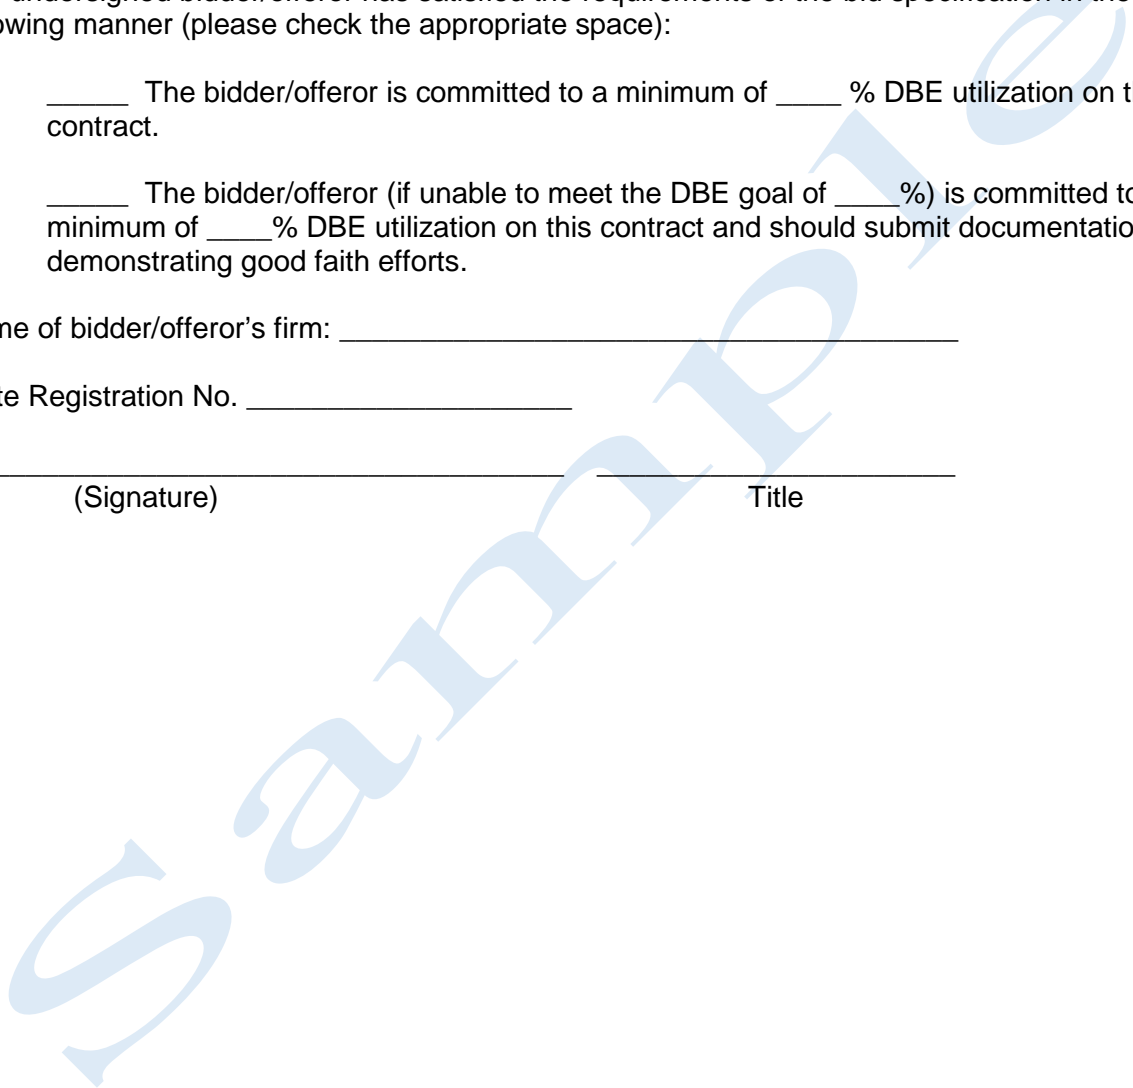 undersigned bidder/offeror has satisfied the requirements of the bid specification in the
owing manner (please check the appropriate space):
_____ The bidder/offeror is committed to a minimum of ____ % DBE utilization on t
contract.
_____ The bidder/offeror (if unable to meet the DBE goal of ____%) is committed to
minimum of ____% DBE utilization on this contract and should submit documentatio
demonstrating good faith efforts.
me of bidder/offeror’s firm: ______________________________________
te Registration No. ____________________
___________________________________ ______________________
(Signature) Title
Sample